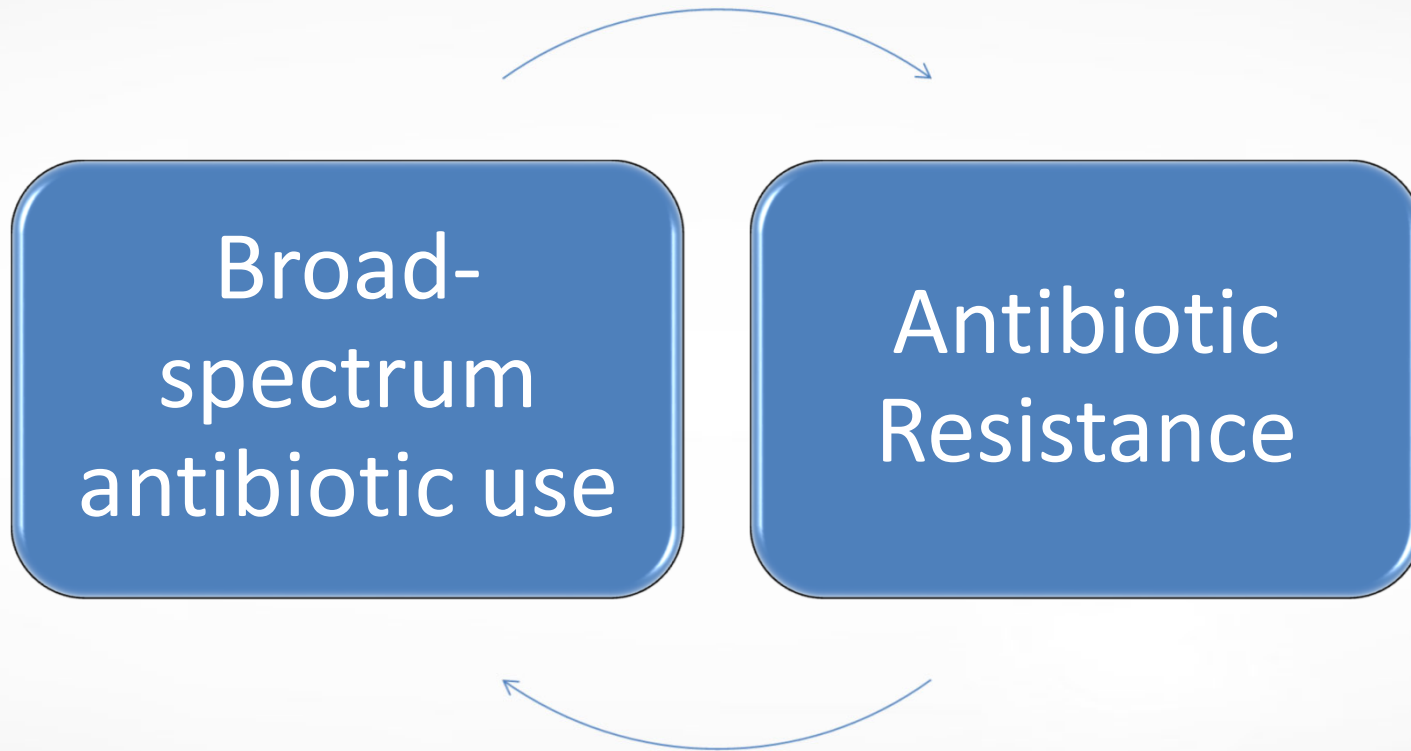 Broad-
spectrum
antibiotic use
Antibiotic
Resistance